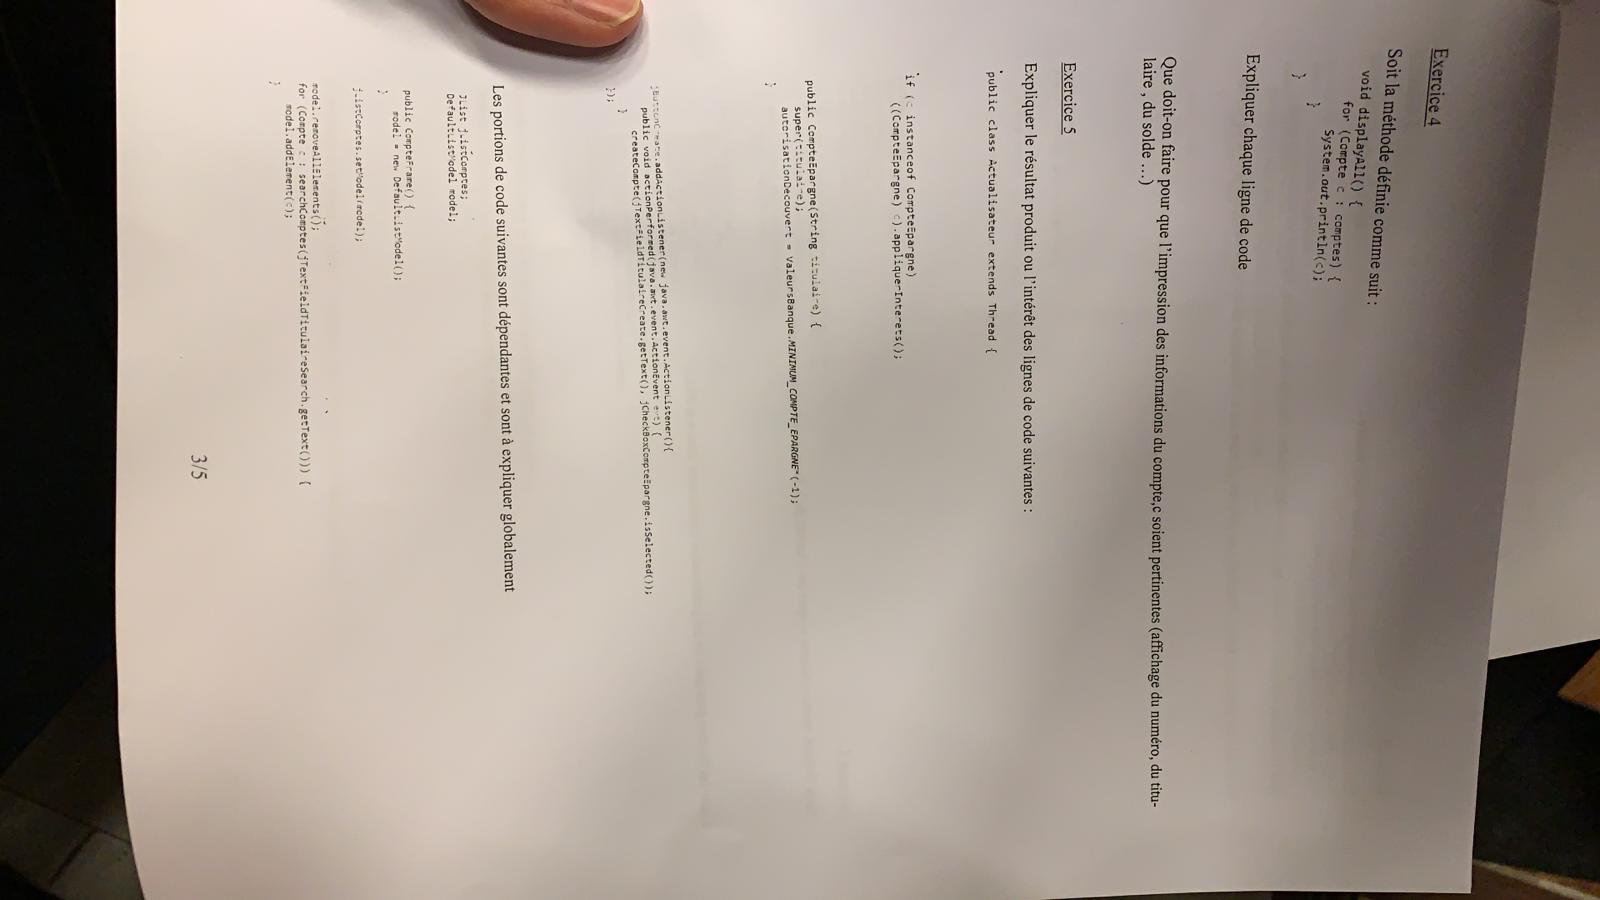 Exercice 4
Soit la méthode définie comme suit :
void displayAll() {
for (Compte c : comptes) {
System.out.println(c);
}
}
Expliquer chaque ligne de code
Que doit-on faire pour que l'impression des informations du compte,c soient pertinentes (affichage du numéro, du titu-
laire , du solde …)
Exercice 5
Expliquer le résultat produit ou l'intérêt des lignes de code suivantes :
public class Actualisateur extends Thread {
if (c instanceof CompteEpargne)
((CompteEpargne) c).appliquerInterets();
public CompteEpargne(String titulaire) {
super(titulaire);
autorisationDecouvert = ValeursBanque.MINIMUM_COMPTE_EPARGNE*(-1);
}
jButtonCreate.addActionListener(new java.awt.event.ActionListener(){
public void actionPerformed(java.awt.event.ActionEvent evt) {
createCompte(jTextFieldTitulaireCreate.getText(), jCheckBoxCompteEpargne.isSelected());
}
});
Les portions de code suivantes sont dépendantes et sont à expliquer globalement
JList jListComptes;
DefaultListModel model;
public CompteFrame() {
model = new DefaultListModel();
}
jListComptes.setModel(model);
model.removeAllElements();
for (Compte c : searchComptes(jTextFieldTitulaireSearch.getText())) {
model.addElement(c);
}
3/5